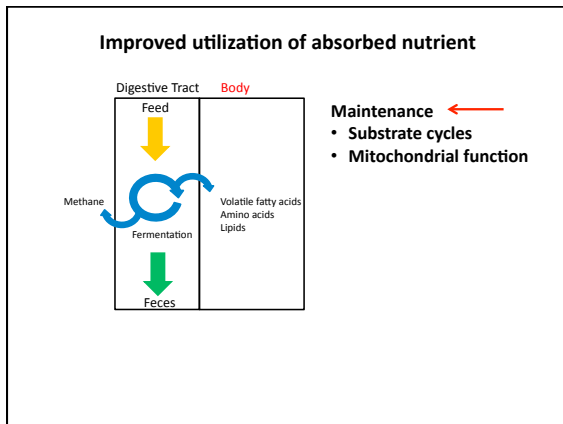 Improved utilization of absorbed nutrient
Digestive Tract Body
Feed
Methane
Fermentation
Feces
Volatile fatty acids
Amino acids
Lipids
Maintenance
• Substrate cycles
• Mitochondrial function